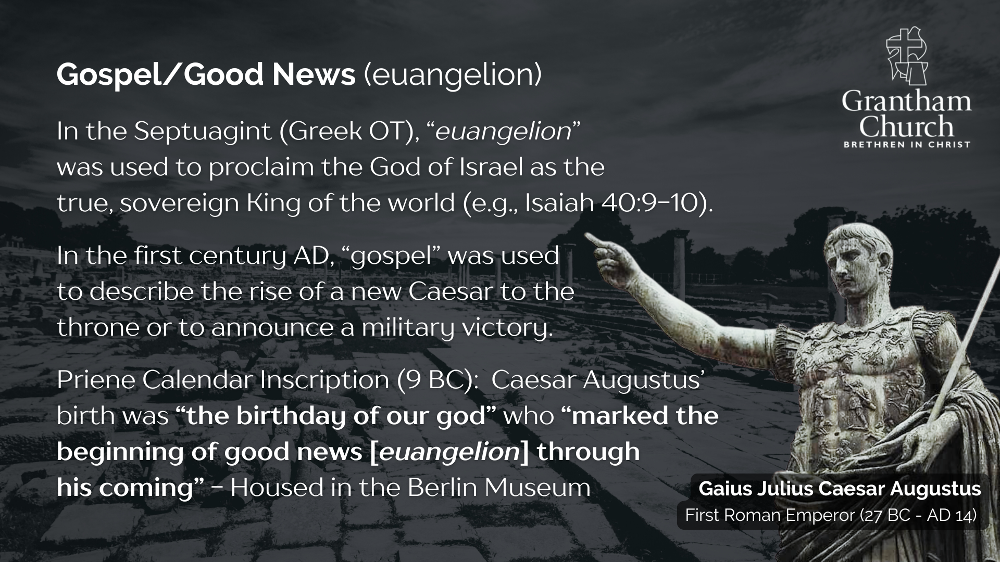 Gospel/Good News (euangelion)
In the Septuagint (Greek OT), “euangelion”
was used to proclaim the God of Israel as the
true, sovereign King of the world (e.g., Isaiah 40:9–10).
In the first century AD, “gospel” was used
to describe the rise of a new Caesar to the
throne or to announce a military victory.
Priene Calendar Inscription (9 BC):  Caesar Augustus’
birth was “the birthday of our god” who “marked the
beginning of good news [euangelion] through
his coming” – Housed in the Berlin Museum
Grantham
Church
BRETHREN IN CHRIST
Gaius Julius Caesar Augustus
First Roman Emperor (27 BC - AD 14)